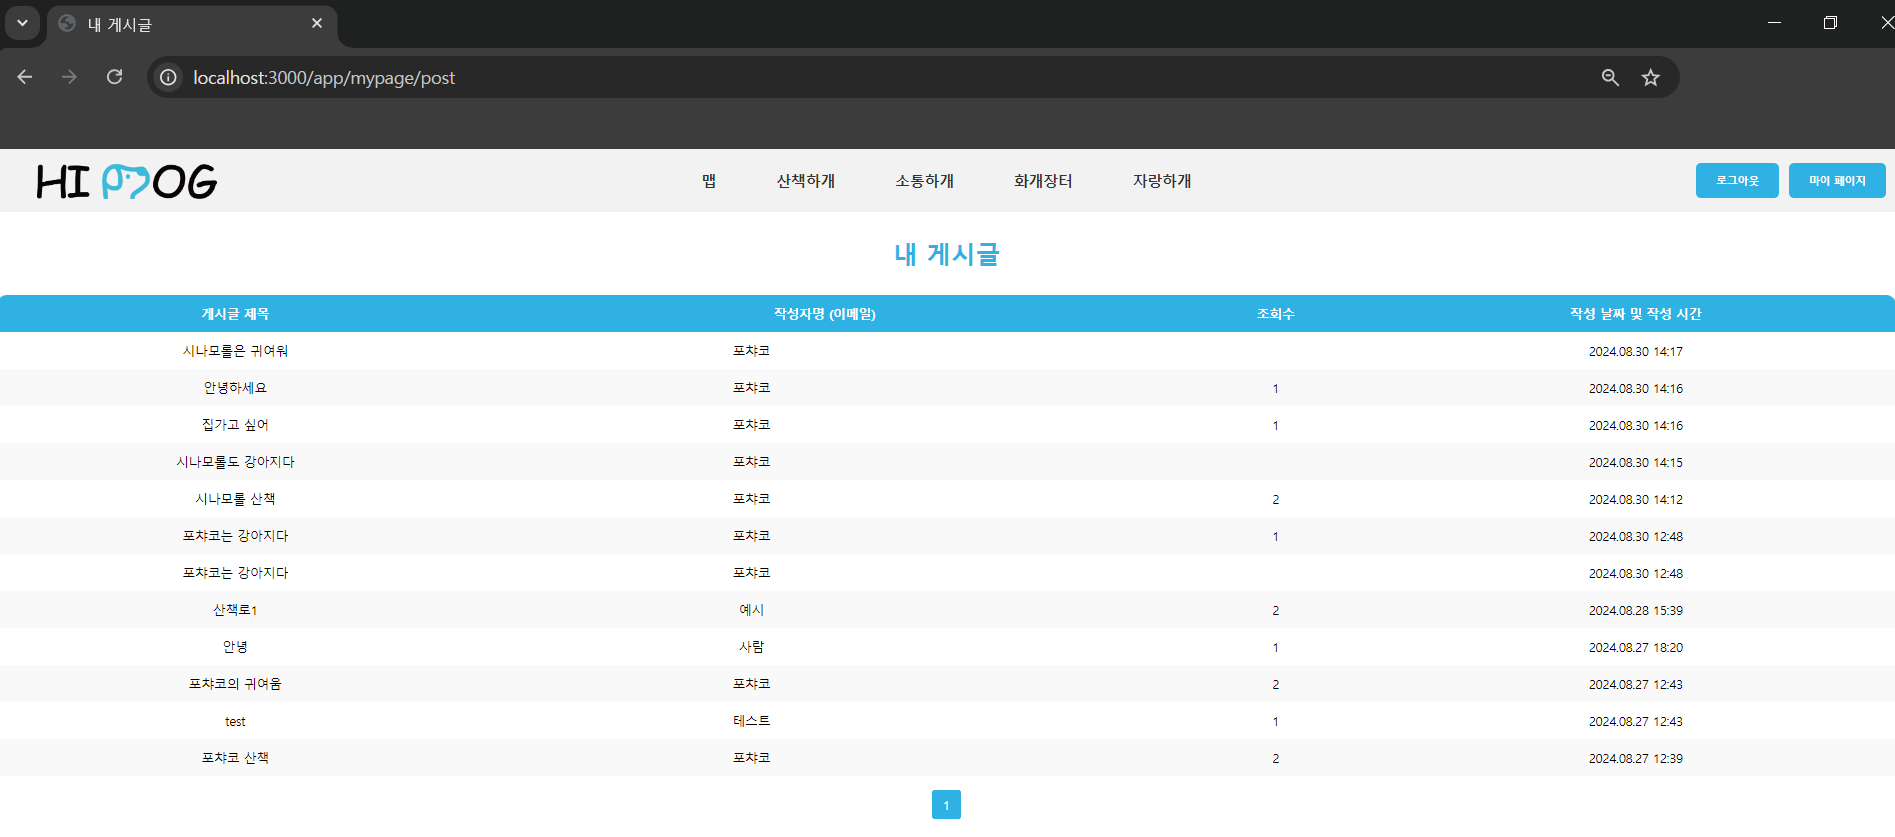 내 게시글
localhost:3000/app/mypage/post
HI DOG 맵 산책하개 소통하개 화개장터 자랑하개 로그아웃 마이 페이지
내 게시글
게시글 제목 작성자명 (이메일) 조회수 작성 날짜 및 작성 시간
시나모롤은 귀여워 포챠코 2024.08.30 14:17
안녕하세요 포챠코 1 2024.08.30 14:16
집가고 싶어 포챠코 1 2024.08.30 14:16
시나모롤도 강아지다 포챠코 2024.08.30 14:15
시나모롤 산책 포챠코 2 2024.08.30 14:12
포챠코는 강아지다 포챠코 1 2024.08.30 12:48
포챠코는 강아지다 포챠코 2024.08.30 12:48
산책로1 예시 2 2024.08.28 15:39
안녕 사람 1 2024.08.27 18:20
포챠코의 귀여움 포챠코 2 2024.08.27 12:43
test 테스트 1 2024.08.27 12:43
포챠코 산책 포챠코 2 2024.08.27 12:39
1